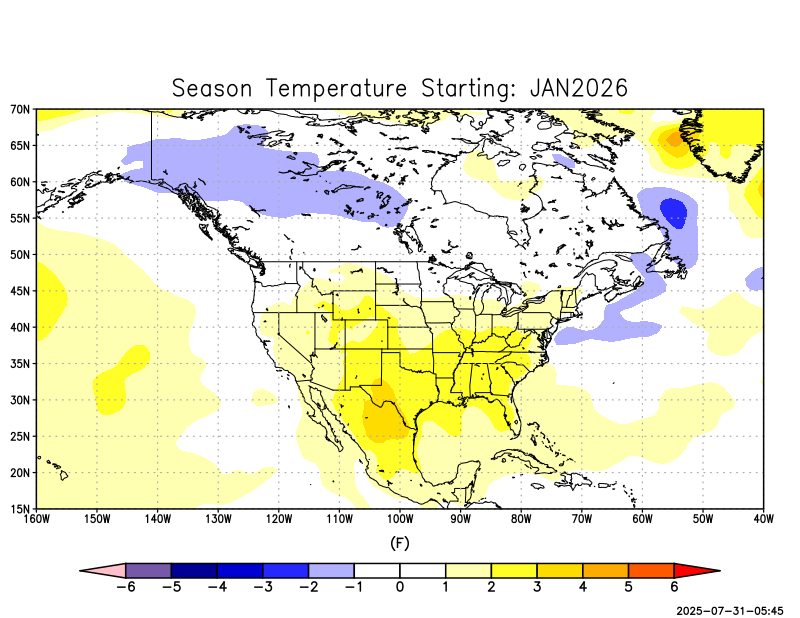 Season Temperature Starting: JAN2026
70N
65N
60N
55N
50N
45N
40N
35N
30N
25N
20N
15N
160W 150W 140W 130W 120W 110W 100W 90W 80W 70W 60W 50W 40W
(F)
-6 -5 -4 -3 -2 -1 0 1 2 3 4 5 6
2025-07-31-05:45